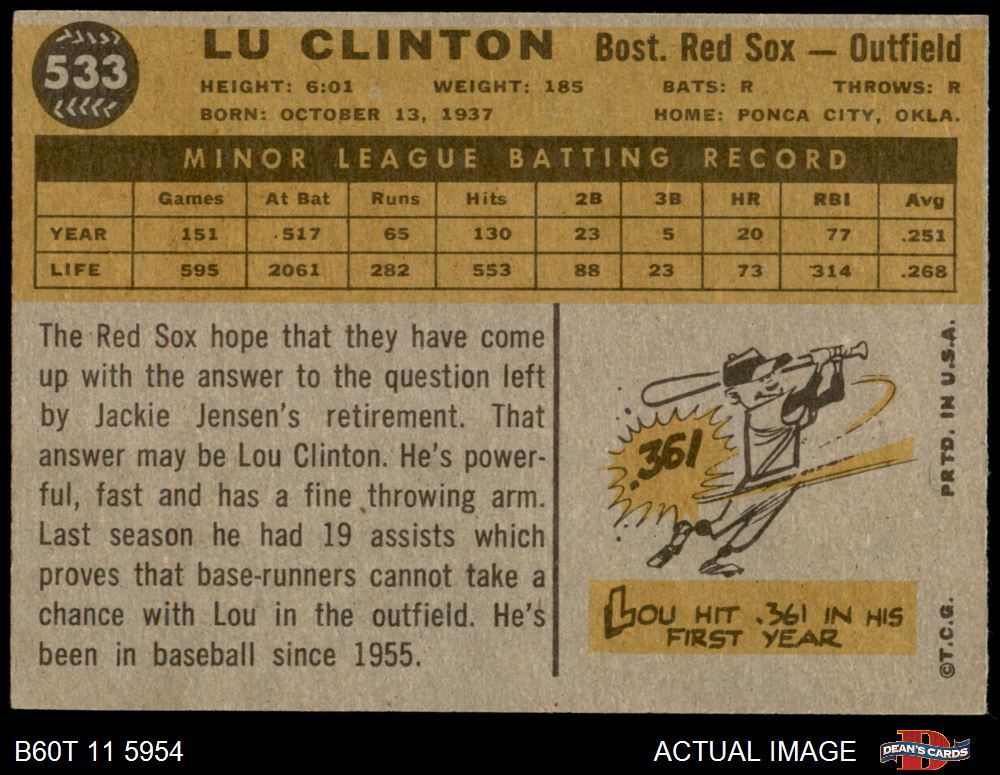 533
LU CLINTON Bost. Red Sox — Outfield
HEIGHT: 6:01 WEIGHT: 185 BATS: R THROWS: R
BORN: OCTOBER 13, 1937 HOME: PONCA CITY, OKLA.
MINOR LEAGUE BATTING RECORD
Games At Bat Runs Hits 2B 3B HR RBI Avg
YEAR 151 517 65 130 23 5 20 77 .251
LIFE 595 2061 282 553 88 23 73 314 .268
The Red Sox hope that they have come
up with the answer to the question left
by Jackie Jensen's retirement. That
answer may be Lou Clinton. He's power-
ful, fast and has a fine throwing arm.
Last season he had 19 assists which
proves that base-runners cannot take a
chance with Lou in the outfield. He's
been in baseball since 1955.
.361
LOU HIT .361 IN HIS
FIRST YEAR
©T.C.G. PRTD. IN U.S.A.
B60T 11 5954 ACTUAL IMAGE DEAN'S CARDS